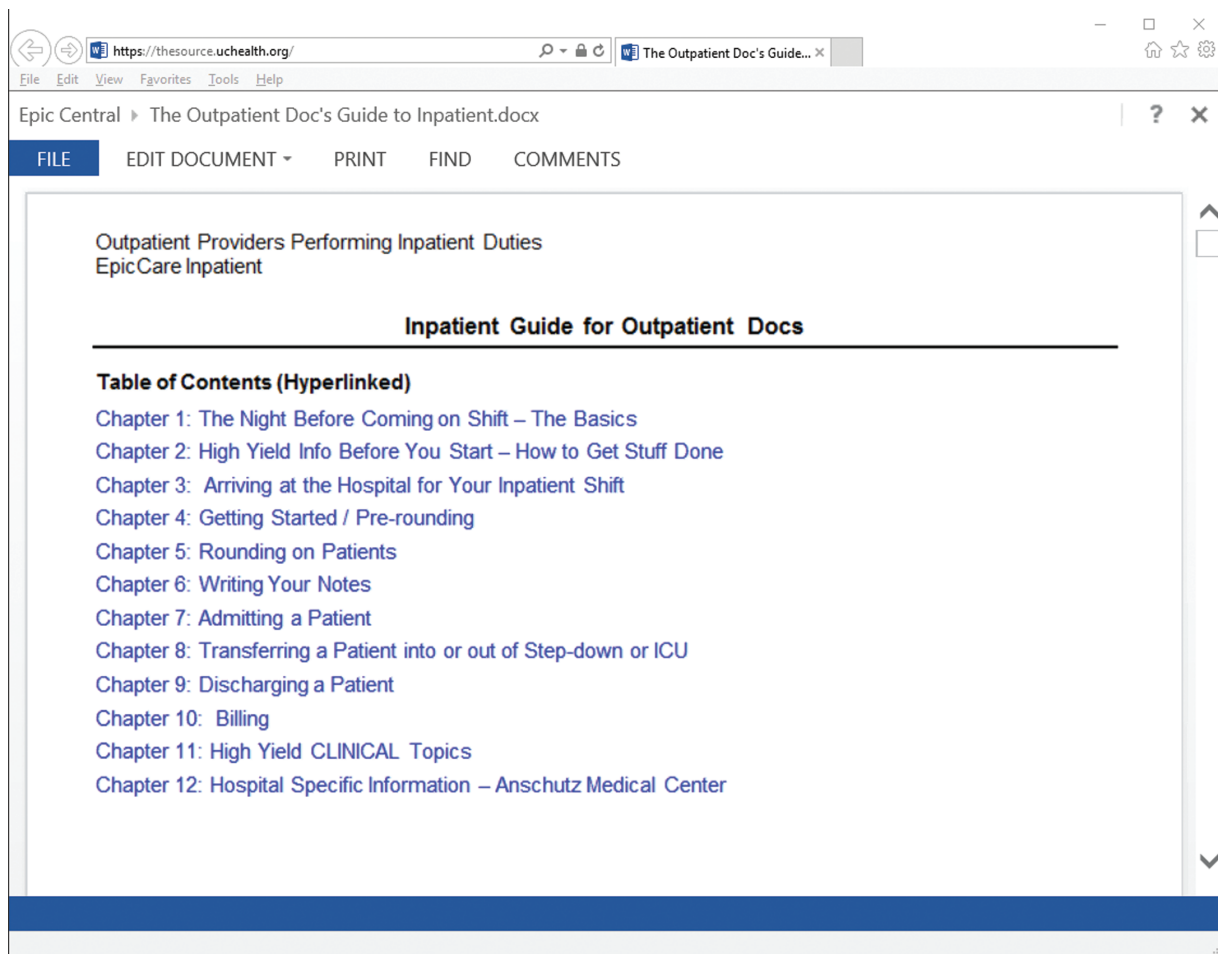 https://thesource.uchealth.org/
The Outpatient Doc's Guide...
File Edit View Favorites Tools Help
Epic Central The Outpatient Doc's Guide to Inpatient.docx
FILE EDIT DOCUMENT PRINT FIND COMMENTS
Outpatient Providers Performing Inpatient Duties
EpicCare Inpatient
Inpatient Guide for Outpatient Docs
Table of Contents (Hyperlinked)
Chapter 1: The Night Before Coming on Shift – The Basics
Chapter 2: High Yield Info Before You Start – How to Get Stuff Done
Chapter 3: Arriving at the Hospital for Your Inpatient Shift
Chapter 4: Getting Started / Pre-rounding
Chapter 5: Rounding on Patients
Chapter 6: Writing Your Notes
Chapter 7: Admitting a Patient
Chapter 8: Transferring a Patient into or out of Step-down or ICU
Chapter 9: Discharging a Patient
Chapter 10: Billing
Chapter 11: High Yield CLINICAL Topics
Chapter 12: Hospital Specific Information – Anschutz Medical Center